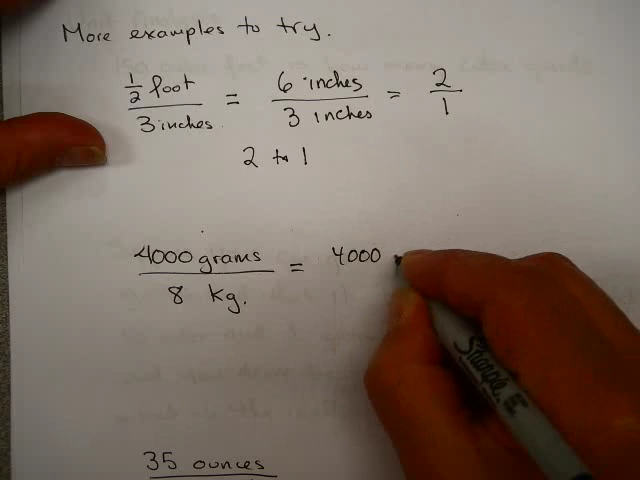 More examples to try.
1/2 foot / 3 inches. = 6 inches / 3 inches = 2 / 1
2 to 1
4000 grams / 8 kg. = 4000
35 ounces
Sharpie